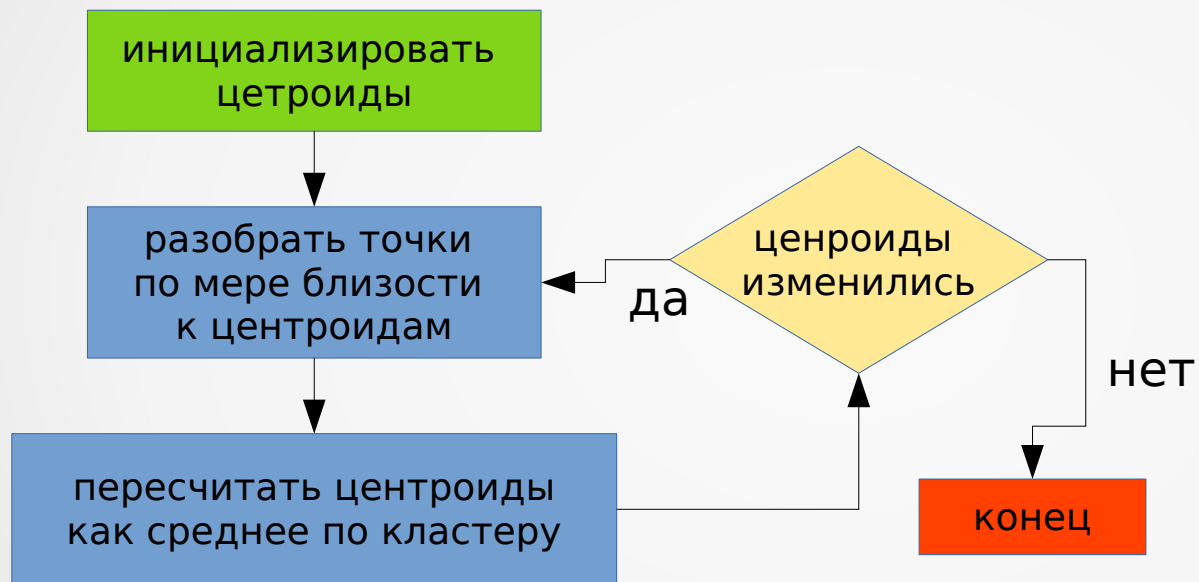 инициализировать
цетроиды
разобрать точки
по мере близости
к центроидам
ценроиды
изменились
да
нет
пересчитать центроиды
как среднее по кластеру
конец